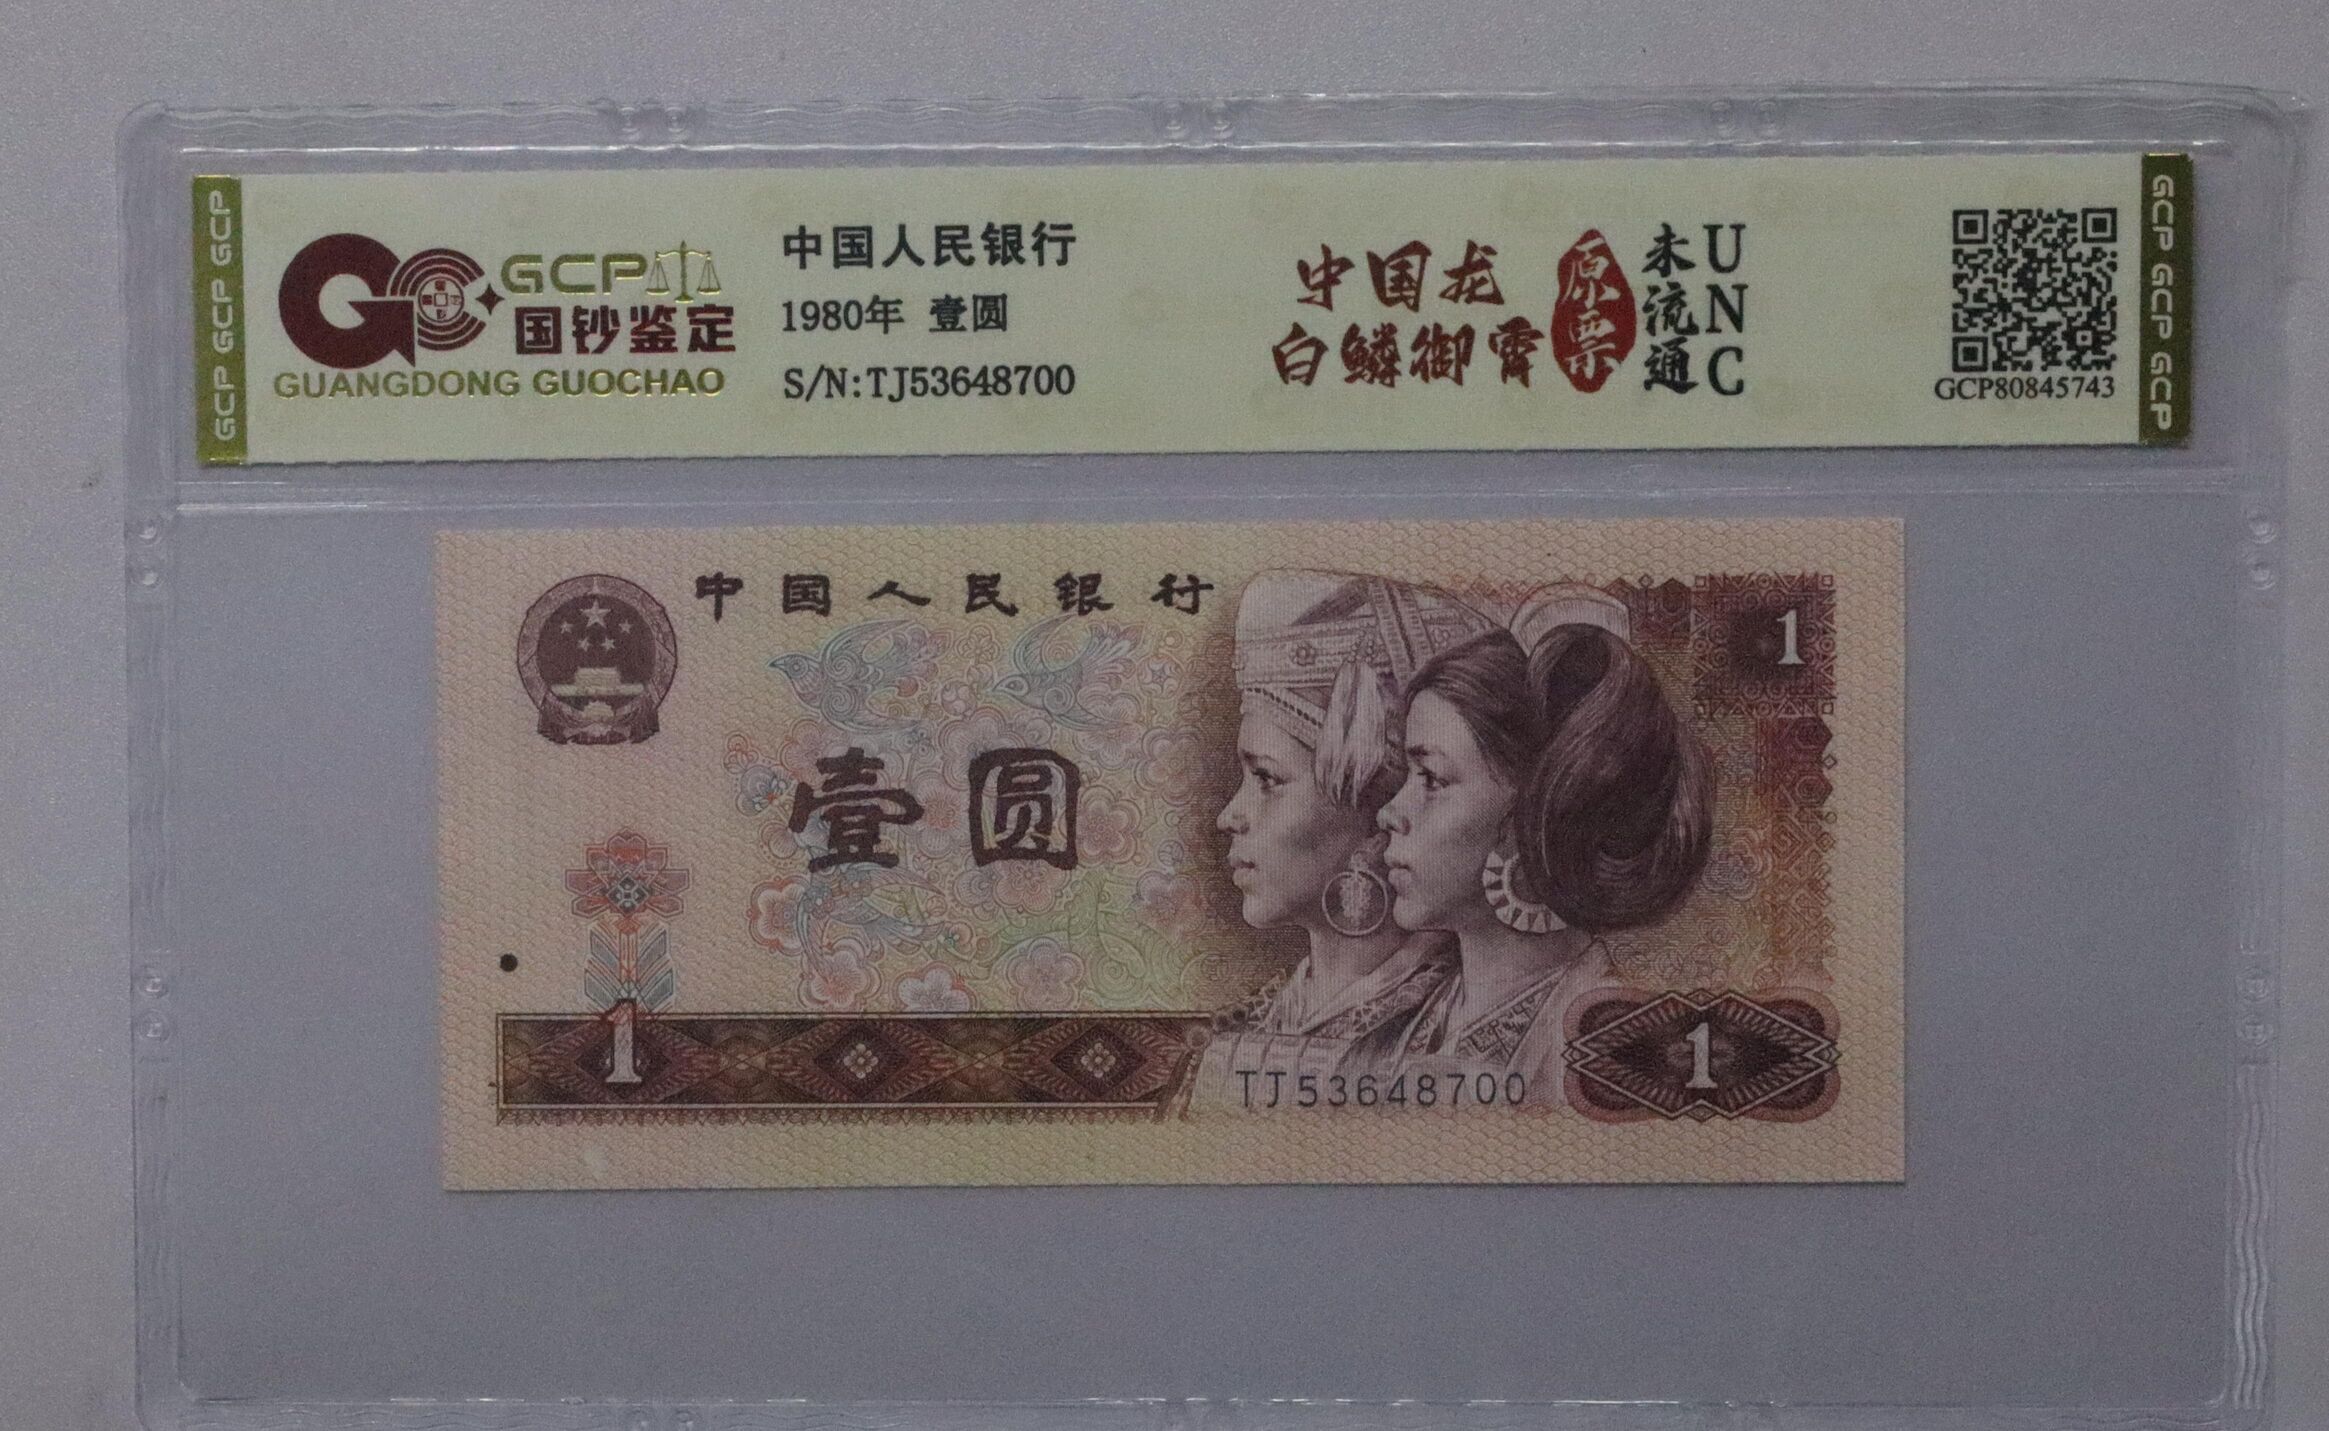 GCP GCP GCP
GCP
国钞鉴定
GUANGDONG GUOCHAO
中国人民银行
1980年 壹圆
S/N:TJ53648700
中国龙
白鳞御霄
原票
未流通
UNC
GCP80845743
GCP GCP GCP
中国人民银行
1
壹圆
1
TJ53648700
1